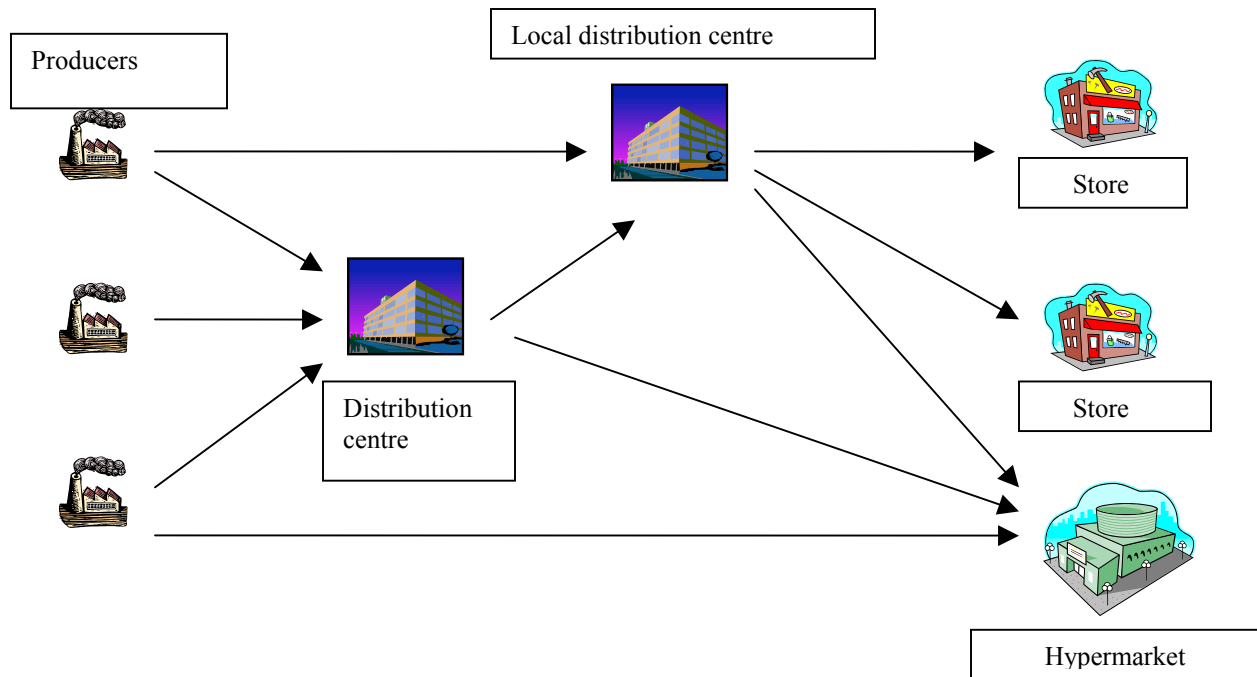 Local distribution centre
Producers
Store
Distribution
centre
Store
Hypermarket